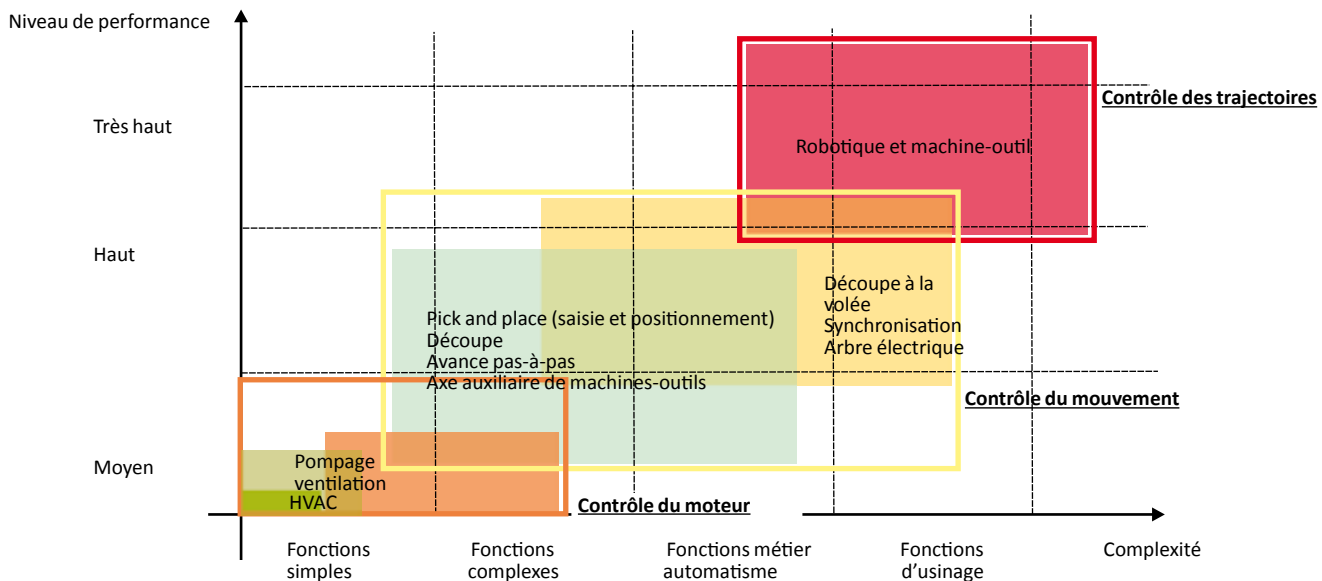 Niveau de performance
Contrôle des trajectoires
Très haut
Robotique et machine-outil
Haut
Découpe à la
volée
Synchronisation
Arbre électrique
Pick and place (saisie et positionnement)
Découpe
Avance pas-à-pas
Axe auxiliaire de machines-outils
Contrôle du mouvement
Moyen
Pompage
ventilation
HVAC
Contrôle du moteur
Fonctions
simples
Fonctions
complexes
Fonctions métier
automatisme
Fonctions
d'usinage
Complexité